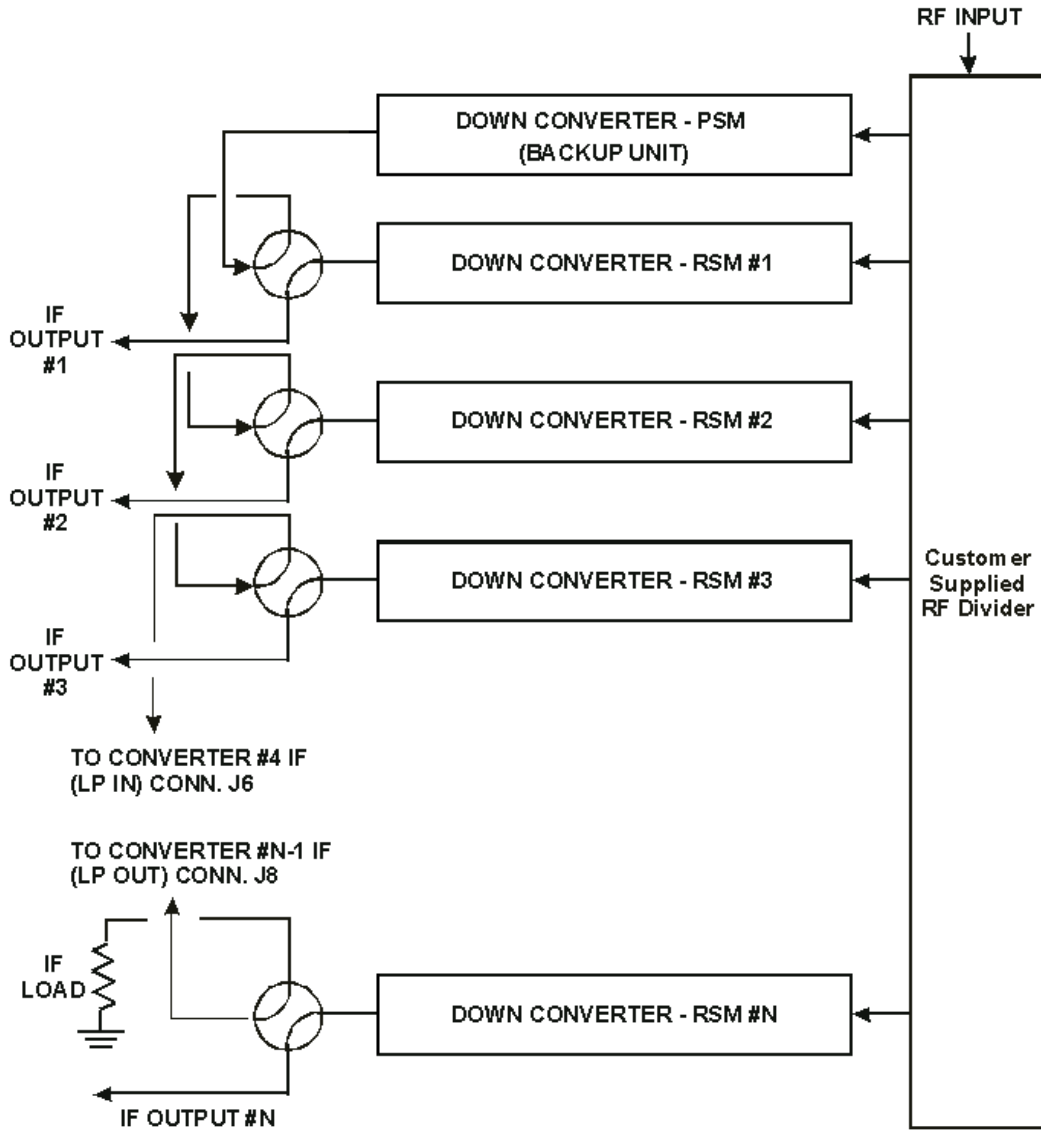 RF INPUT
DOWN CONVERTER - PSM
(BACKUP UNIT)
DOWN CONVERTER - RSM #1
IF
OUTPUT
#1
DOWN CONVERTER - RSM #2
IF
OUTPUT
#2
DOWN CONVERTER - RSM #3
Customer
Supplied
RF Divider
IF
OUTPUT
#3
TO CONVERTER #4 IF
(LP IN) CONN. J6
TO CONVERTER #N-1 IF
(LP OUT) CONN. J8
IF
LOAD
DOWN CONVERTER - RSM #N
IF OUTPUT #N